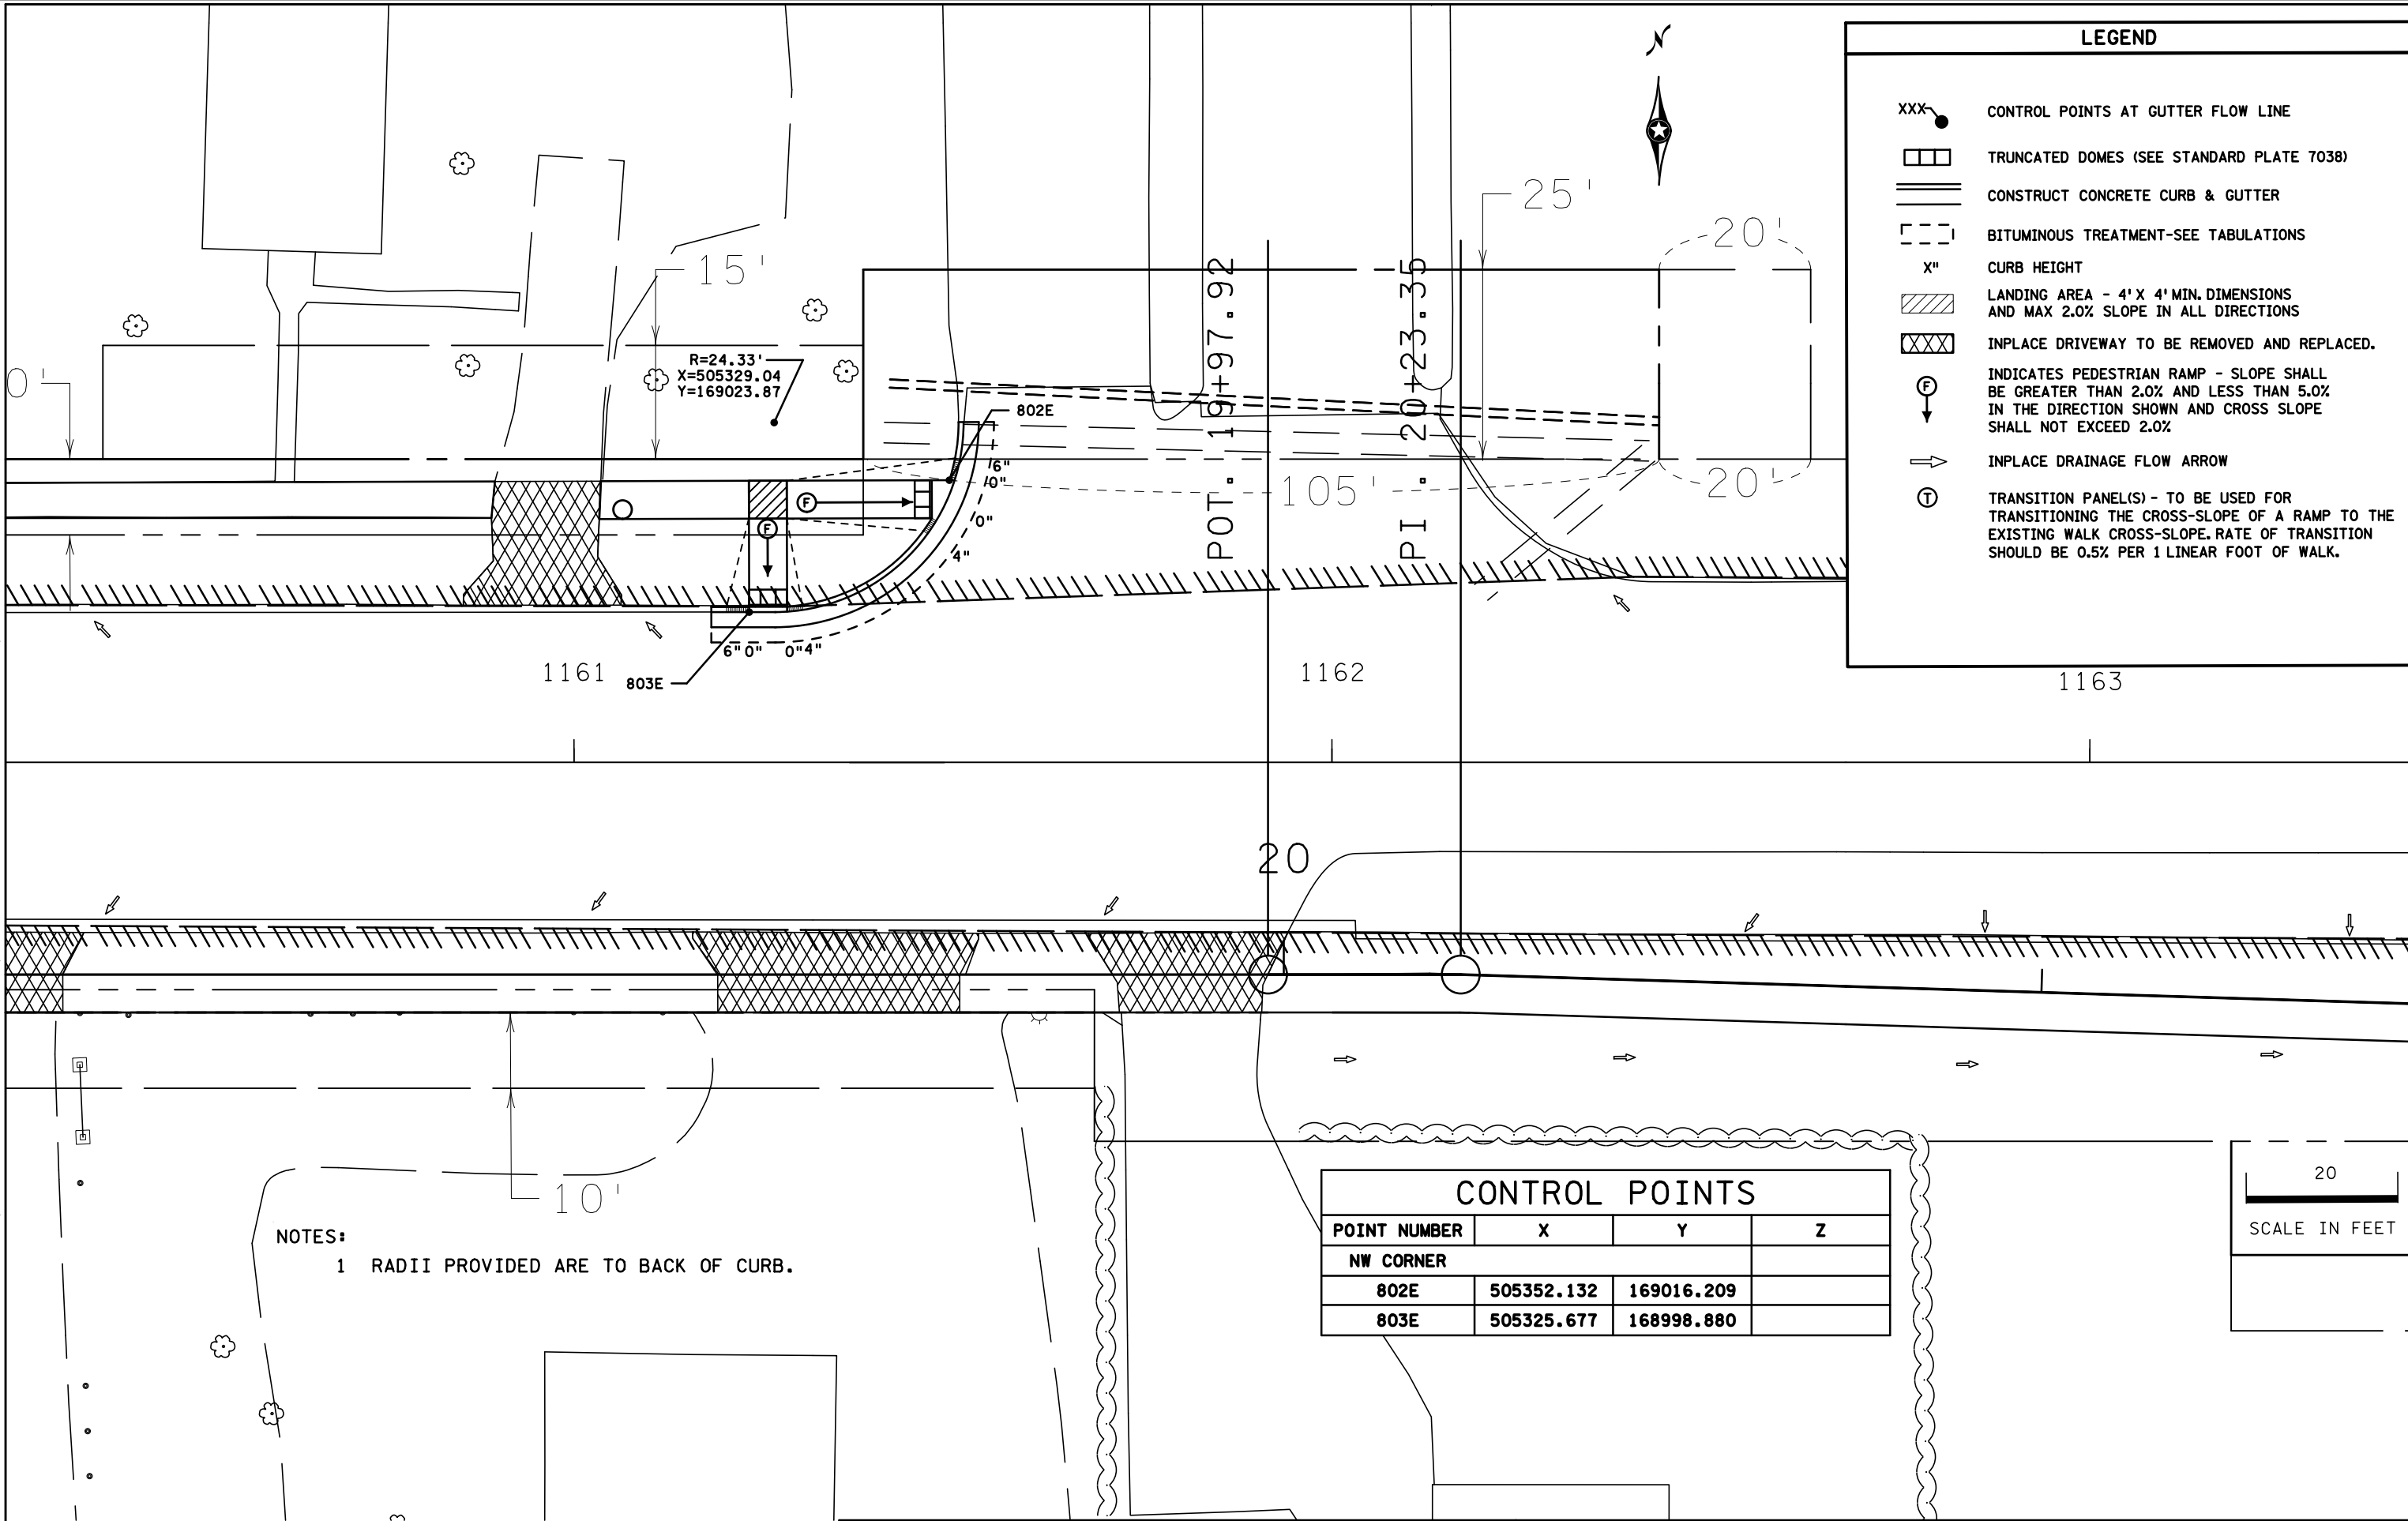 N
LEGEND
XXX
CONTROL POINTS AT GUTTER FLOW LINE
TRUNCATED DOMES (SEE STANDARD PLATE 7038)
CONSTRUCT CONCRETE CURB & GUTTER
BITUMINOUS TREATMENT-SEE TABULATIONS
X"
CURB HEIGHT
LANDING AREA - 4' X 4' MIN. DIMENSIONS
AND MAX 2.0% SLOPE IN ALL DIRECTIONS
INPLACE DRIVEWAY TO BE REMOVED AND REPLACED.
F
INDICATES PEDESTRIAN RAMP - SLOPE SHALL
BE GREATER THAN 2.0% AND LESS THAN 5.0%
IN THE DIRECTION SHOWN AND CROSS SLOPE
SHALL NOT EXCEED 2.0%
INPLACE DRAINAGE FLOW ARROW
T
TRANSITION PANEL(S) - TO BE USED FOR
TRANSITIONING THE CROSS-SLOPE OF A RAMP TO THE
EXISTING WALK CROSS-SLOPE. RATE OF TRANSITION
SHOULD BE 0.5% PER 1 LINEAR FOOT OF WALK.
25'
20'
15'
0'
R=24.33'
X=505329.04
Y=169023.87
802E
POT. 19+97.92
PI . 20+23.35
6"
0"
F
105'
20'
0"
F
4"
6"
0"
0"
4"
803E
1161
1162
1163
20
10'
NOTES:
1 RADII PROVIDED ARE TO BACK OF CURB.
CONTROL POINTS
POINT NUMBER X Y Z
NW CORNER
802E 505352.132 169016.209
803E 505325.677 168998.880
20
SCALE IN FEET